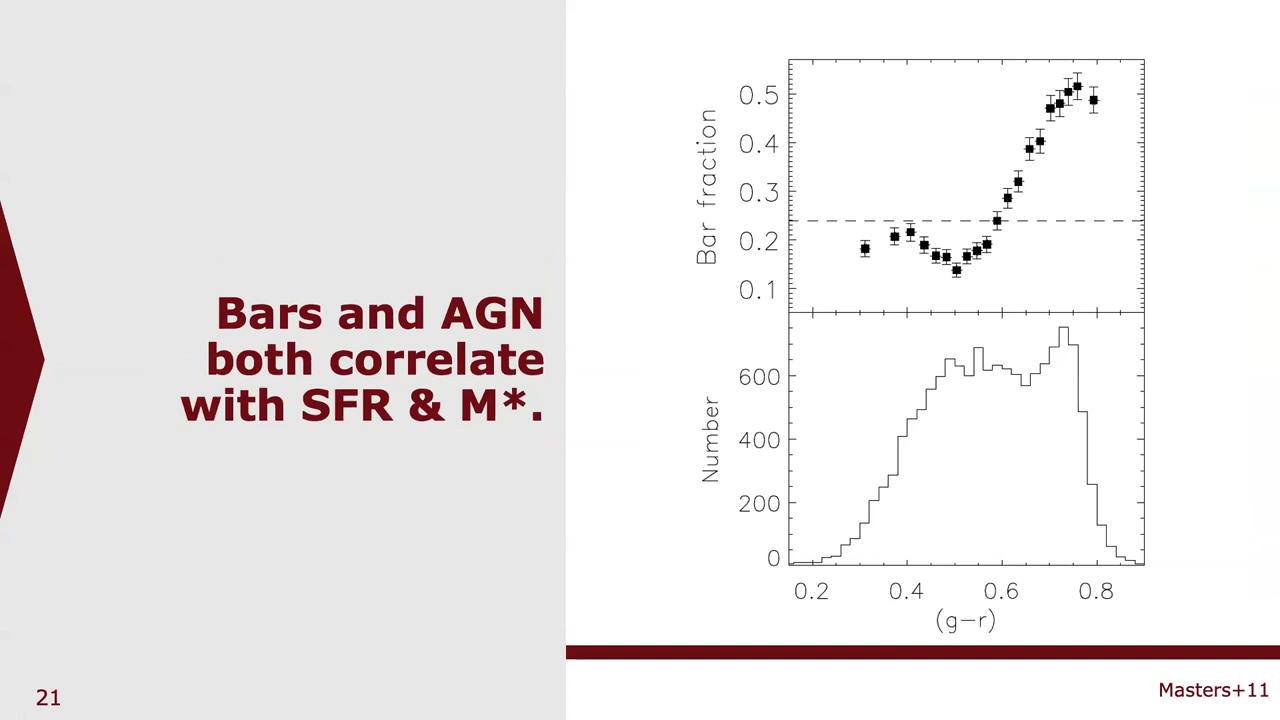 Bars and AGN
both correlate
with SFR & M*.
21
Bar fraction
0.5
0.4
0.3
0.2
0.1
Number
600
400
200
0
0.2 0.4 0.6 0.8
(g−r)
Masters+11